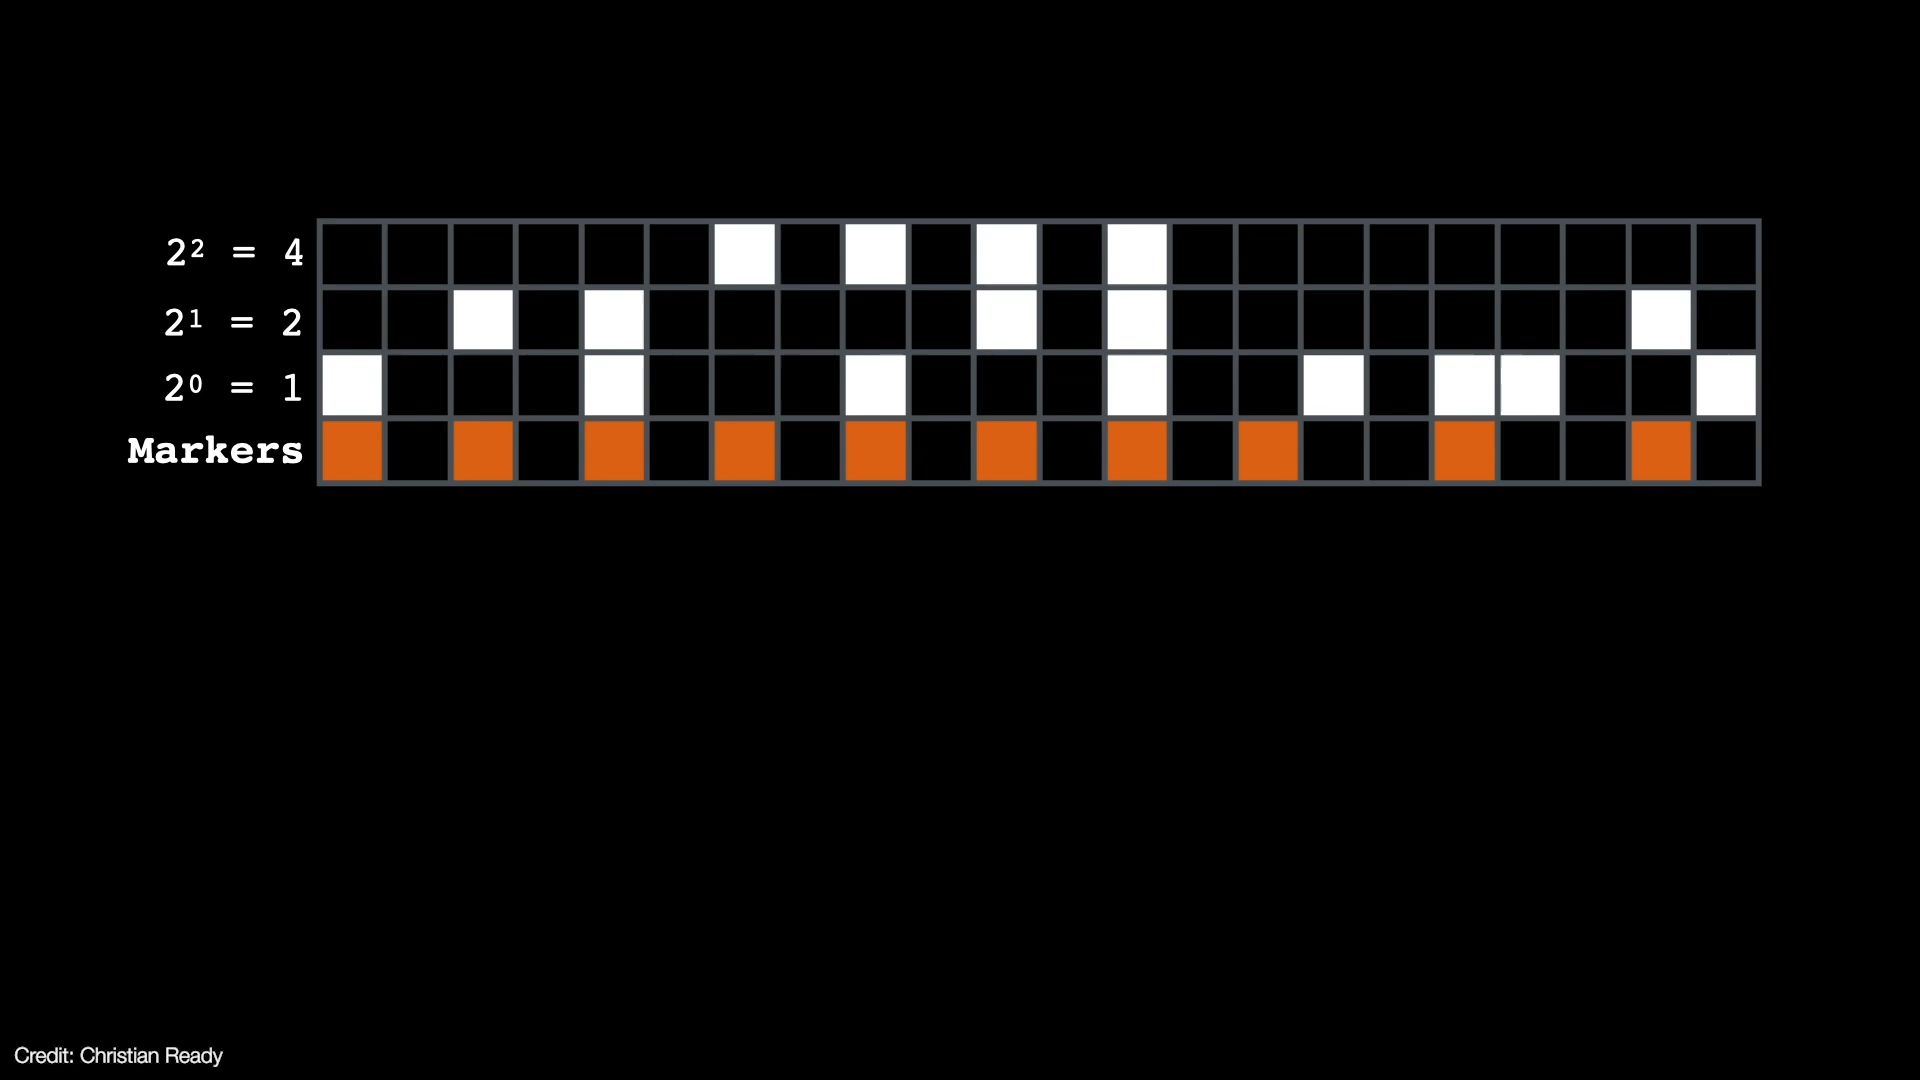 2² = 4
2¹ = 2
2⁰ = 1
Markers
Credit: Christian Ready